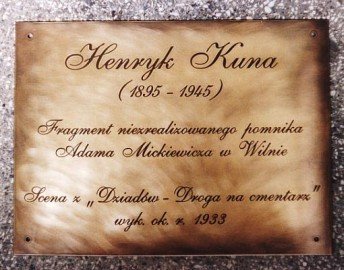 Henryk Kuna
(1895 - 1945)
Fragment niezrealizowanego pomnika
Adama Mickiewicza w Wilnie
Scena z „Dziadów - Droga na cmentarz"
wyk. ok. r. 1933